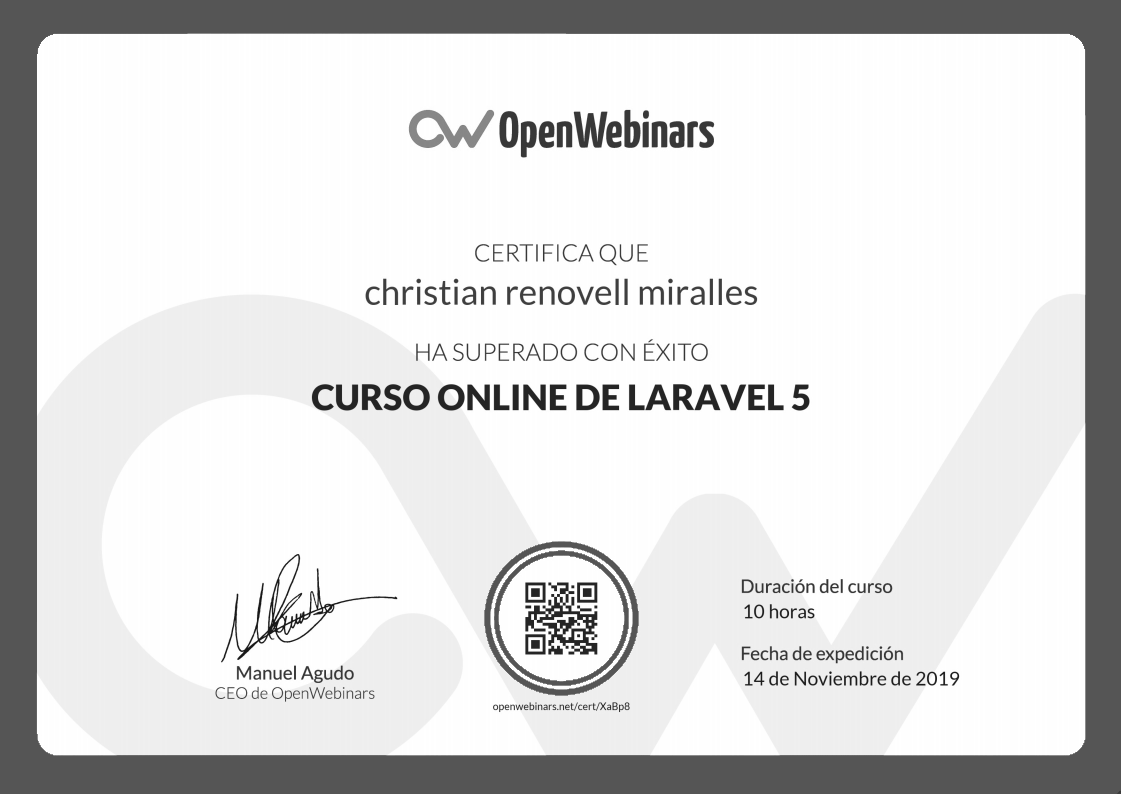 OpenWebinars
CERTIFICA QUE
christian renovell miralles
HA SUPERADO CON ÉXITO
CURSO ONLINE DE LARAVEL 5
Manuel Agudo
CEO de OpenWebinars
openwebinars.net/cert/XaBp8
Duración del curso
10 horas
Fecha de expedición
14 de Noviembre de 2019